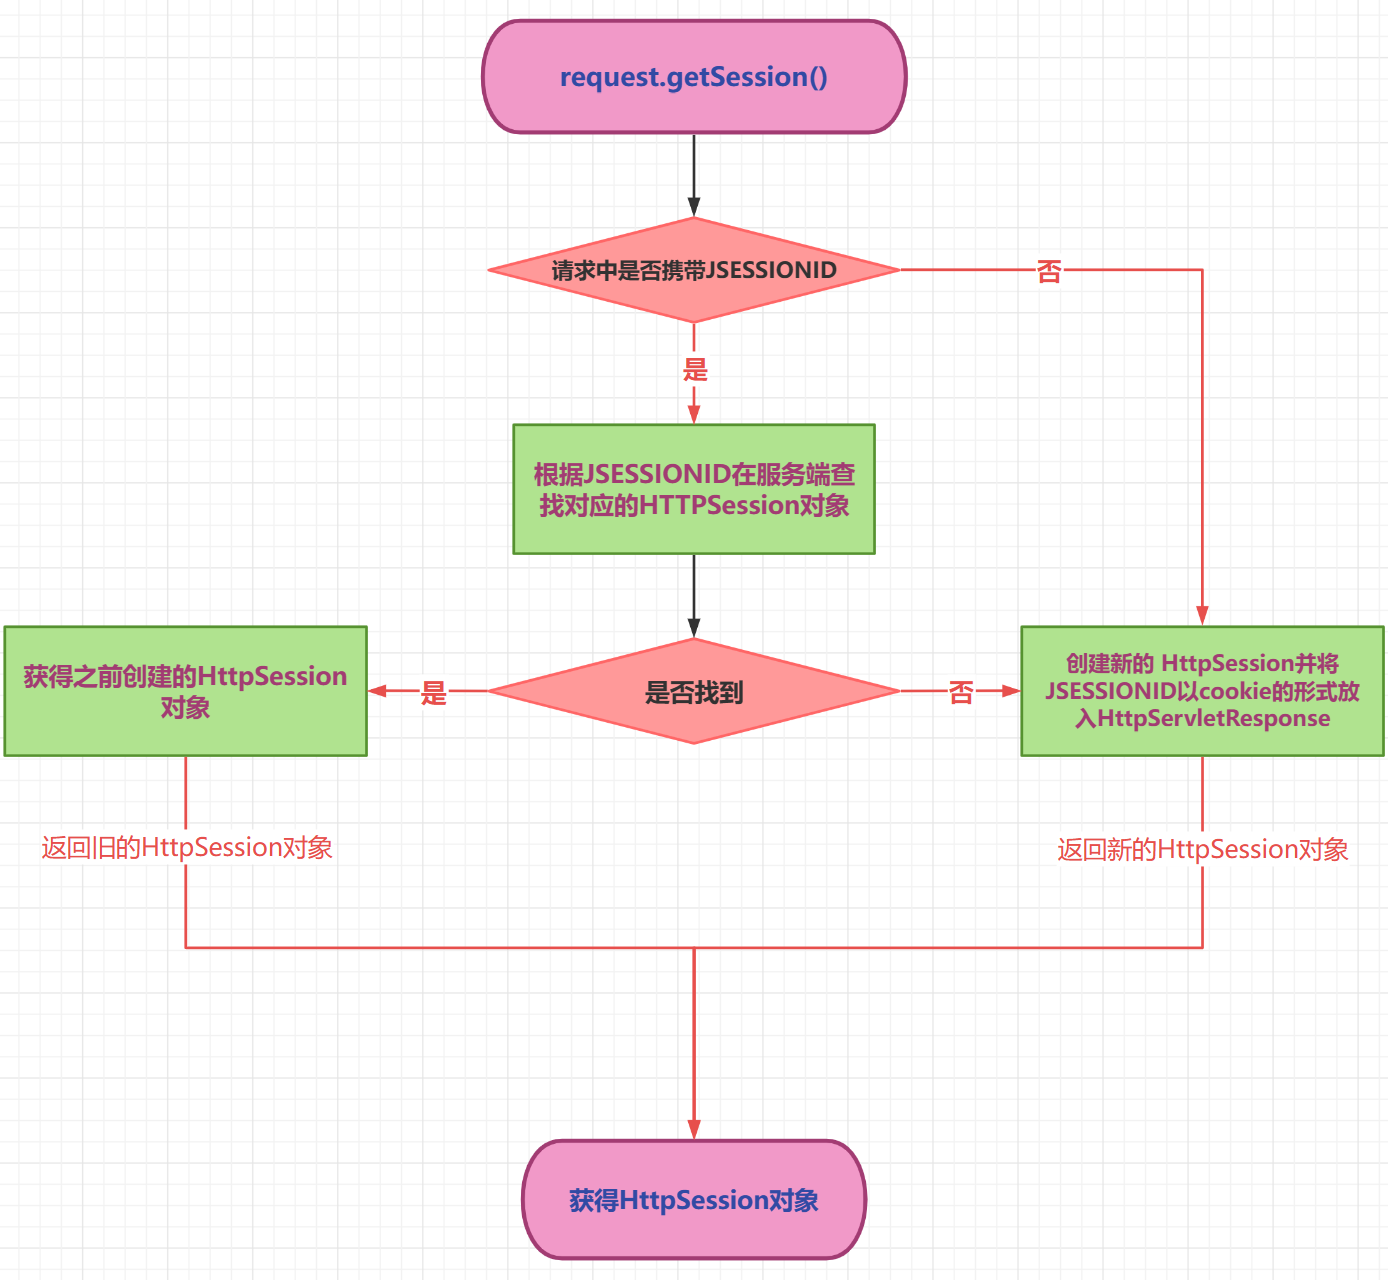 request.getSession()
请求中是否携带JSESSIONID
否
是
根据JSESSIONID在服务端查
找对应的HTTPSession对象
获得之前创建的HttpSession
对象
是
是否找到
否
创建新的 HttpSession并将
JSESSIONID以cookie的形式放
入HttpServletResponse
返回旧的HttpSession对象
返回新的HttpSession对象
获得HttpSession对象